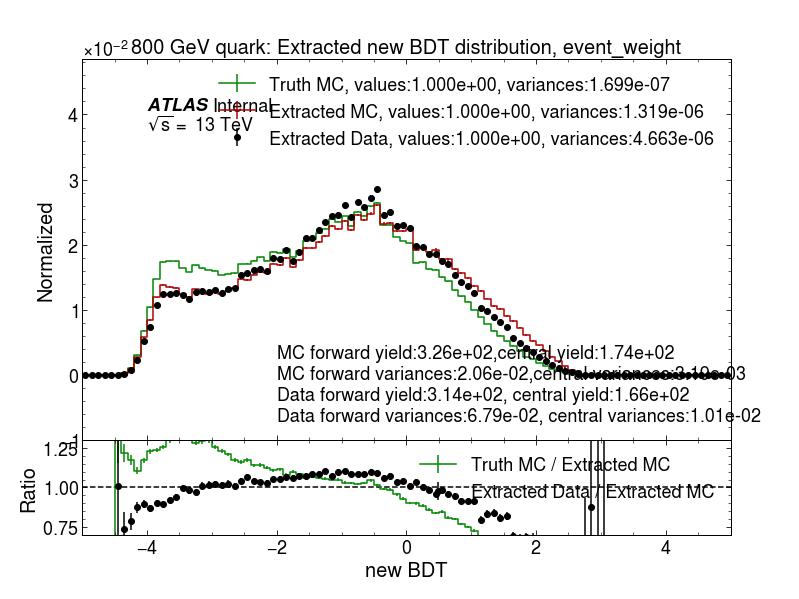 ×10⁻² 800 GeV quark: Extracted new BDT distribution, event_weight
Truth MC, values:1.000e+00, variances:1.699e-07
ATLAS Internal
Extracted MC, values:1.000e+00, variances:1.319e-06
√s = 13 TeV
Extracted Data, values:1.000e+00, variances:4.663e-06
4
3
2
1
0
−1
Normalized
MC forward yield:3.26e+02,central yield:1.74e+02
MC forward variances:2.06e-02,central variances:3.19e-03
Data forward yield:3.14e+02, central yield:1.66e+02
Data forward variances:6.79e-02, central variances:1.01e-02
1.25
1.00
0.75
Ratio
Truth MC / Extracted MC
Extracted Data / Extracted MC
−4 −2 0 2 4
new BDT